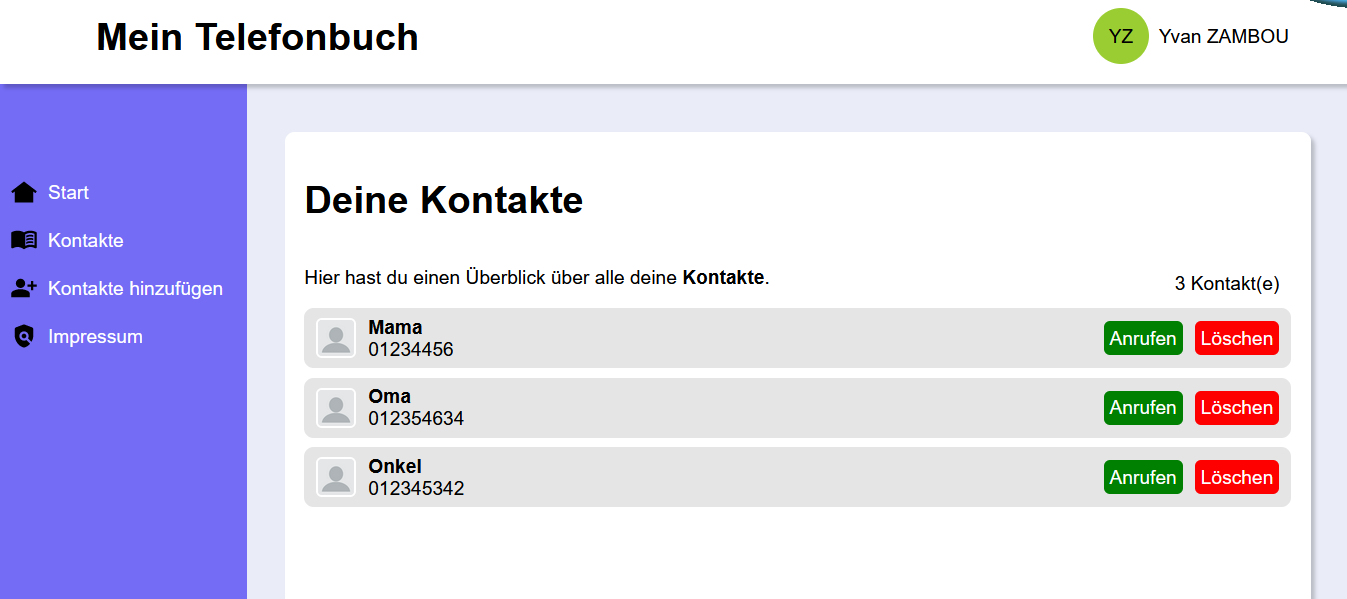 Mein Telefonbuch
YZ
Yvan ZAMBOU
Start
Kontakte
Kontakte hinzufügen
Impressum
Deine Kontakte
Hier hast du einen Überblick über alle deine Kontakte.
3 Kontakt(e)
Mama
01234456
Anrufen
Löschen
Oma
012354634
Anrufen
Löschen
Onkel
012345342
Anrufen
Löschen